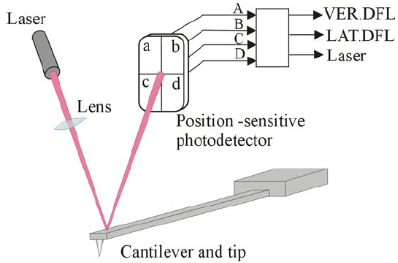 Laser
A
B
C
D
VER.DFL
LAT.DFL
Laser
a b
c d
Lens
Position -sensitive
photodetector
Cantilever and tip